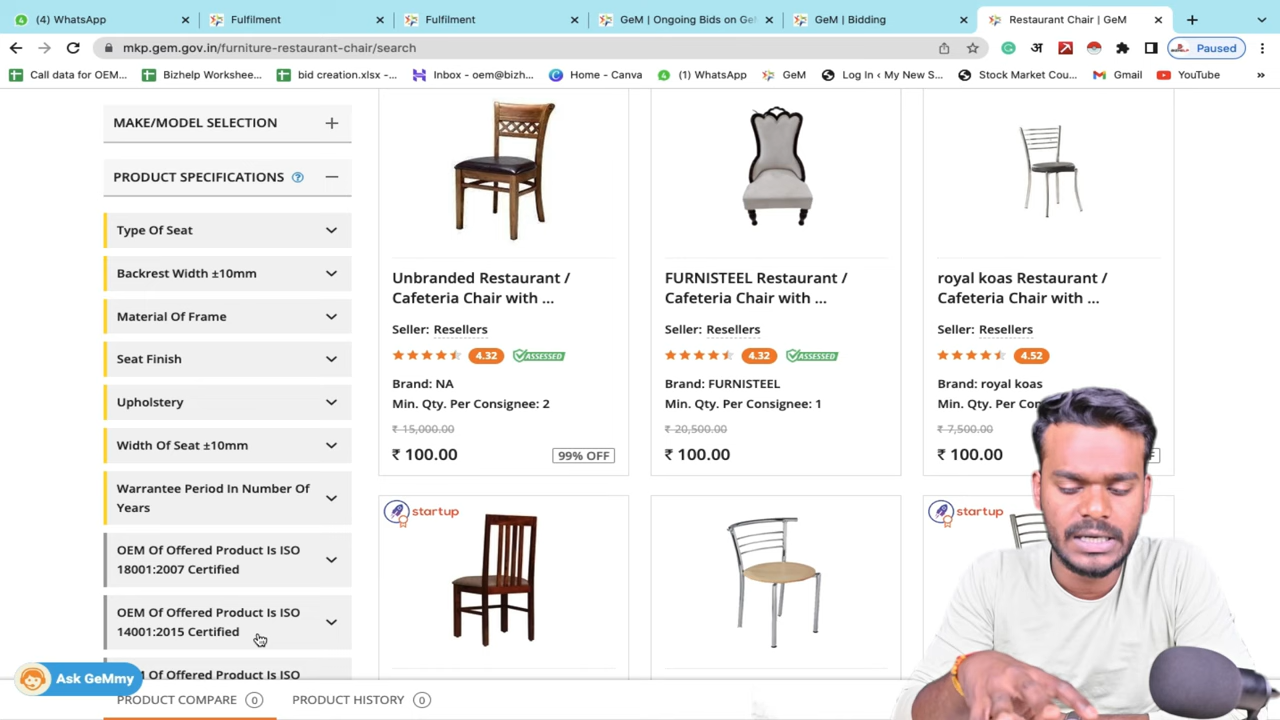 (4) WhatsApp
Fulfilment
Fulfilment
GeM | Ongoing Bids on Ge
GeM | Bidding
Restaurant Chair | GeM
mkp.gem.gov.in/furniture-restaurant-chair/search
अ
Paused
Call data for OEM...
Bizhelp Workshee...
bid creation.xlsx -...
Inbox - oem@bizh...
Home - Canva
(1) WhatsApp
GeM
Log In ‹ My New S...
Stock Market Cou...
Gmail
YouTube
»
MAKE/MODEL SELECTION
PRODUCT SPECIFICATIONS
Type Of Seat
Backrest Width ±10mm
Material Of Frame
Seat Finish
Upholstery
Width Of Seat ±10mm
Warrantee Period In Number Of
Years
OEM Of Offered Product Is ISO
18001:2007 Certified
OEM Of Offered Product Is ISO
14001:2015 Certified
Of Offered Product Is ISO
Ask GeMmy
Unbranded Restaurant /
Cafeteria Chair with ...
Seller: Resellers
4.32 ASSESSED
Brand: NA
Min. Qty. Per Consignee: 2
₹ 15,000.00
₹ 100.00 99% OFF
FURNISTEEL Restaurant /
Cafeteria Chair with ...
Seller: Resellers
4.32 ASSESSED
Brand: FURNISTEEL
Min. Qty. Per Consignee: 1
₹ 20,500.00
₹ 100.00
royal koas Restaurant /
Cafeteria Chair with ...
Seller: Resellers
4.52
Brand: royal koas
Min. Qty. Per
₹ 7,500.00
₹ 100.00
startup
startup
PRODUCT COMPARE 0
PRODUCT HISTORY 0